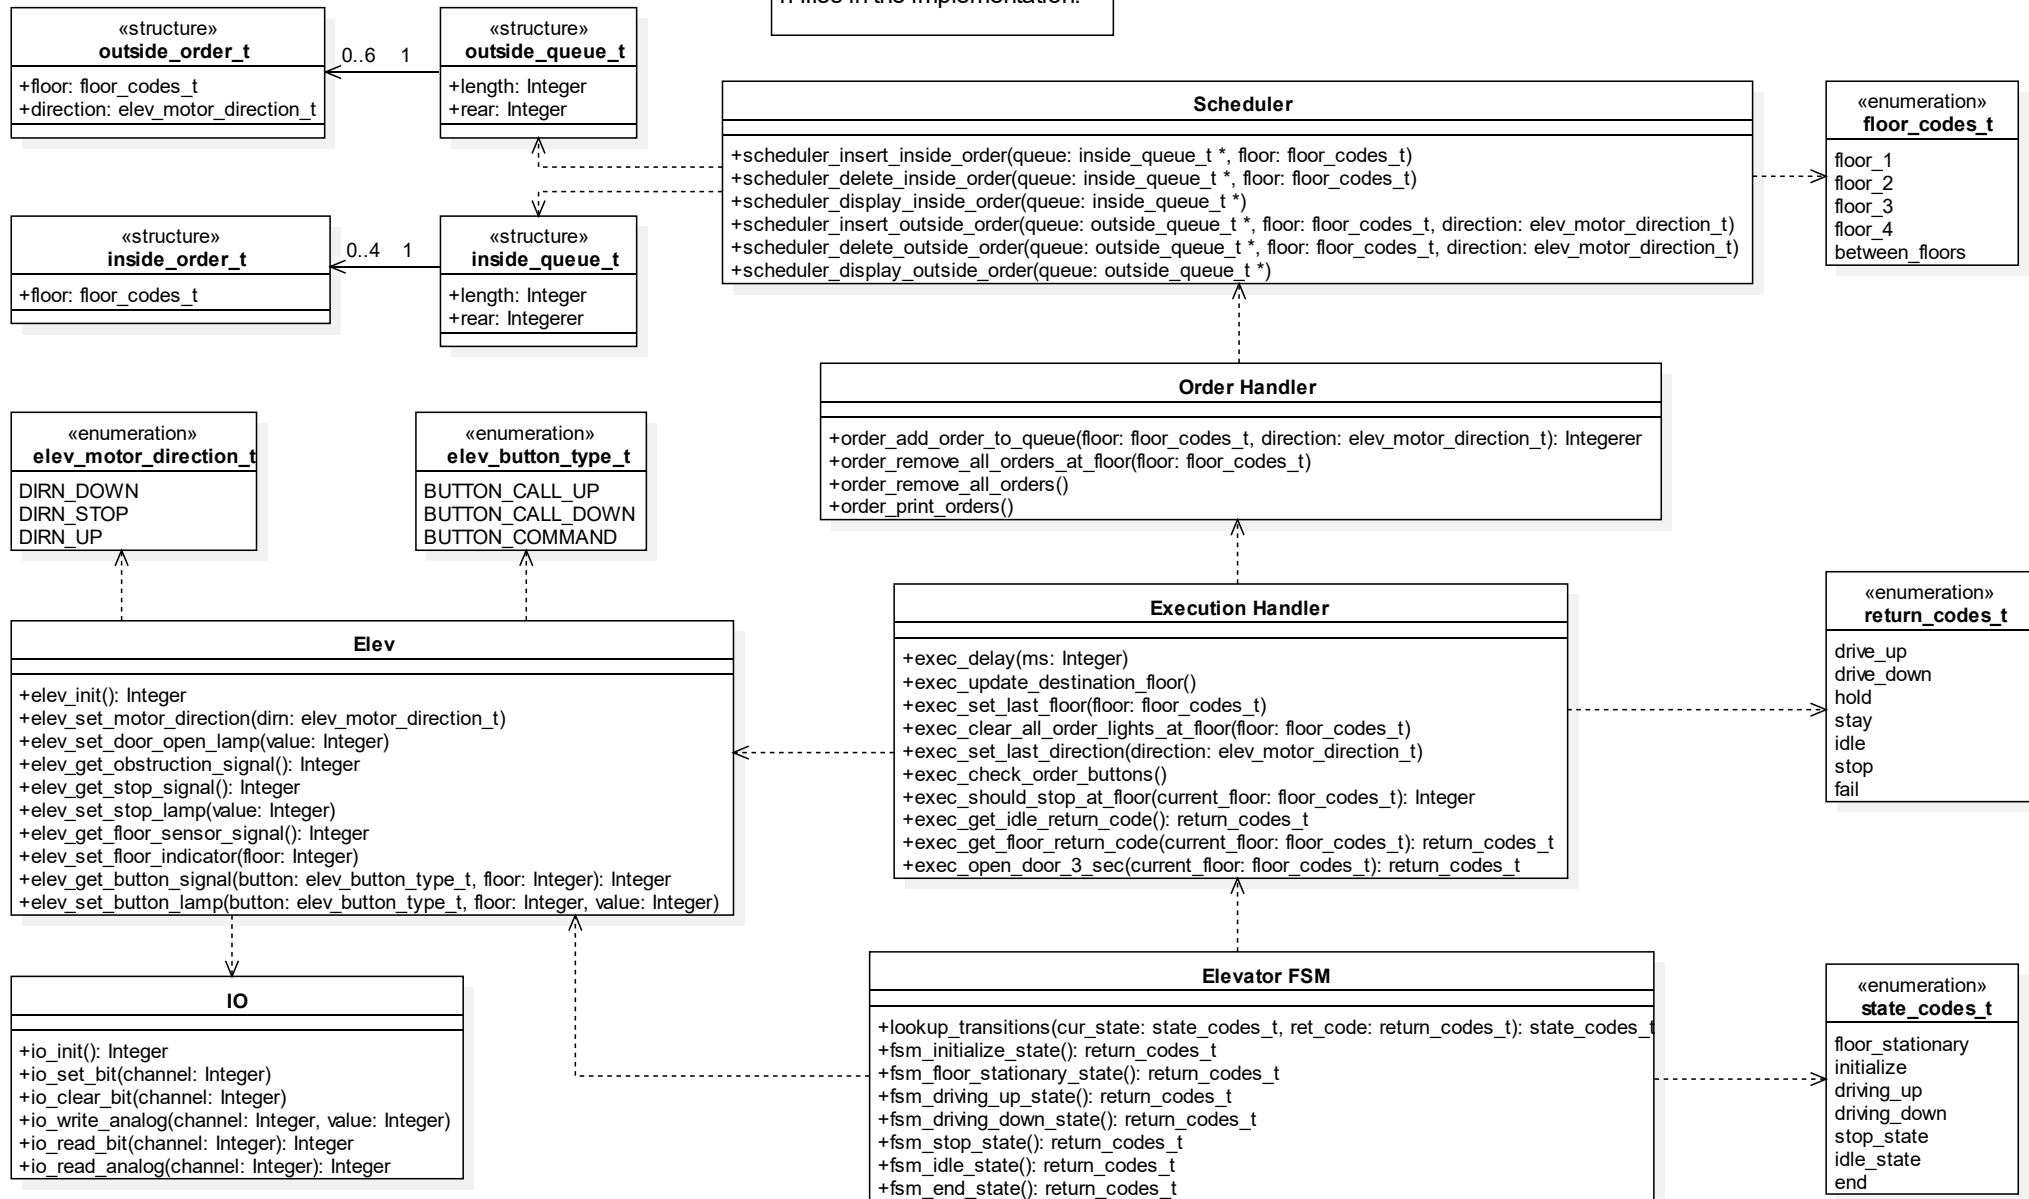 n files in the implementation.
«structure»
outside_order_t
+floor: floor_codes_t
+direction: elev_motor_direction_t
0..6 1
«structure»
outside_queue_t
+length: Integer
+rear: Integer
Scheduler
+scheduler_insert_inside_order(queue: inside_queue_t *, floor: floor_codes_t)
+scheduler_delete_inside_order(queue: inside_queue_t *, floor: floor_codes_t)
+scheduler_display_inside_order(queue: inside_queue_t *)
+scheduler_insert_outside_order(queue: outside_queue_t *, floor: floor_codes_t, direction: elev_motor_direction_t)
+scheduler_delete_outside_order(queue: outside_queue_t *, floor: floor_codes_t, direction: elev_motor_direction_t)
+scheduler_display_outside_order(queue: outside_queue_t *)
«enumeration»
floor_codes_t
floor_1
floor_2
floor_3
floor_4
between_floors
«structure»
inside_order_t
+floor: floor_codes_t
0..4 1
«structure»
inside_queue_t
+length: Integer
+rear: Integerer
Order Handler
+order_add_order_to_queue(floor: floor_codes_t, direction: elev_motor_direction_t): Integerer
+order_remove_all_orders_at_floor(floor: floor_codes_t)
+order_remove_all_orders()
+order_print_orders()
«enumeration»
elev_motor_direction_t
DIRN_DOWN
DIRN_STOP
DIRN_UP
«enumeration»
elev_button_type_t
BUTTON_CALL_UP
BUTTON_CALL_DOWN
BUTTON_COMMAND
Elev
+elev_init(): Integer
+elev_set_motor_direction(dirn: elev_motor_direction_t)
+elev_set_door_open_lamp(value: Integer)
+elev_get_obstruction_signal(): Integer
+elev_get_stop_signal(): Integer
+elev_set_stop_lamp(value: Integer)
+elev_get_floor_sensor_signal(): Integer
+elev_set_floor_indicator(floor: Integer)
+elev_get_button_signal(button: elev_button_type_t, floor: Integer): Integer
+elev_set_button_lamp(button: elev_button_type_t, floor: Integer, value: Integer)
Execution Handler
+exec_delay(ms: Integer)
+exec_update_destination_floor()
+exec_set_last_floor(floor: floor_codes_t)
+exec_clear_all_order_lights_at_floor(floor: floor_codes_t)
+exec_set_last_direction(direction: elev_motor_direction_t)
+exec_check_order_buttons()
+exec_should_stop_at_floor(current_floor: floor_codes_t): Integer
+exec_get_idle_return_code(): return_codes_t
+exec_get_floor_return_code(current_floor: floor_codes_t): return_codes_t
+exec_open_door_3_sec(current_floor: floor_codes_t): return_codes_t
«enumeration»
return_codes_t
drive_up
drive_down
hold
stay
idle
stop
fail
IO
+io_init(): Integer
+io_set_bit(channel: Integer)
+io_clear_bit(channel: Integer)
+io_write_analog(channel: Integer, value: Integer)
+io_read_bit(channel: Integer): Integer
+io_read_analog(channel: Integer): Integer
Elevator FSM
+lookup_transitions(cur_state: state_codes_t, ret_code: return_codes_t): state_codes_t
+fsm_initialize_state(): return_codes_t
+fsm_floor_stationary_state(): return_codes_t
+fsm_driving_up_state(): return_codes_t
+fsm_driving_down_state(): return_codes_t
+fsm_stop_state(): return_codes_t
+fsm_idle_state(): return_codes_t
+fsm_end_state(): return_codes_t
«enumeration»
state_codes_t
floor_stationary
initialize
driving_up
driving_down
stop_state
idle_state
end